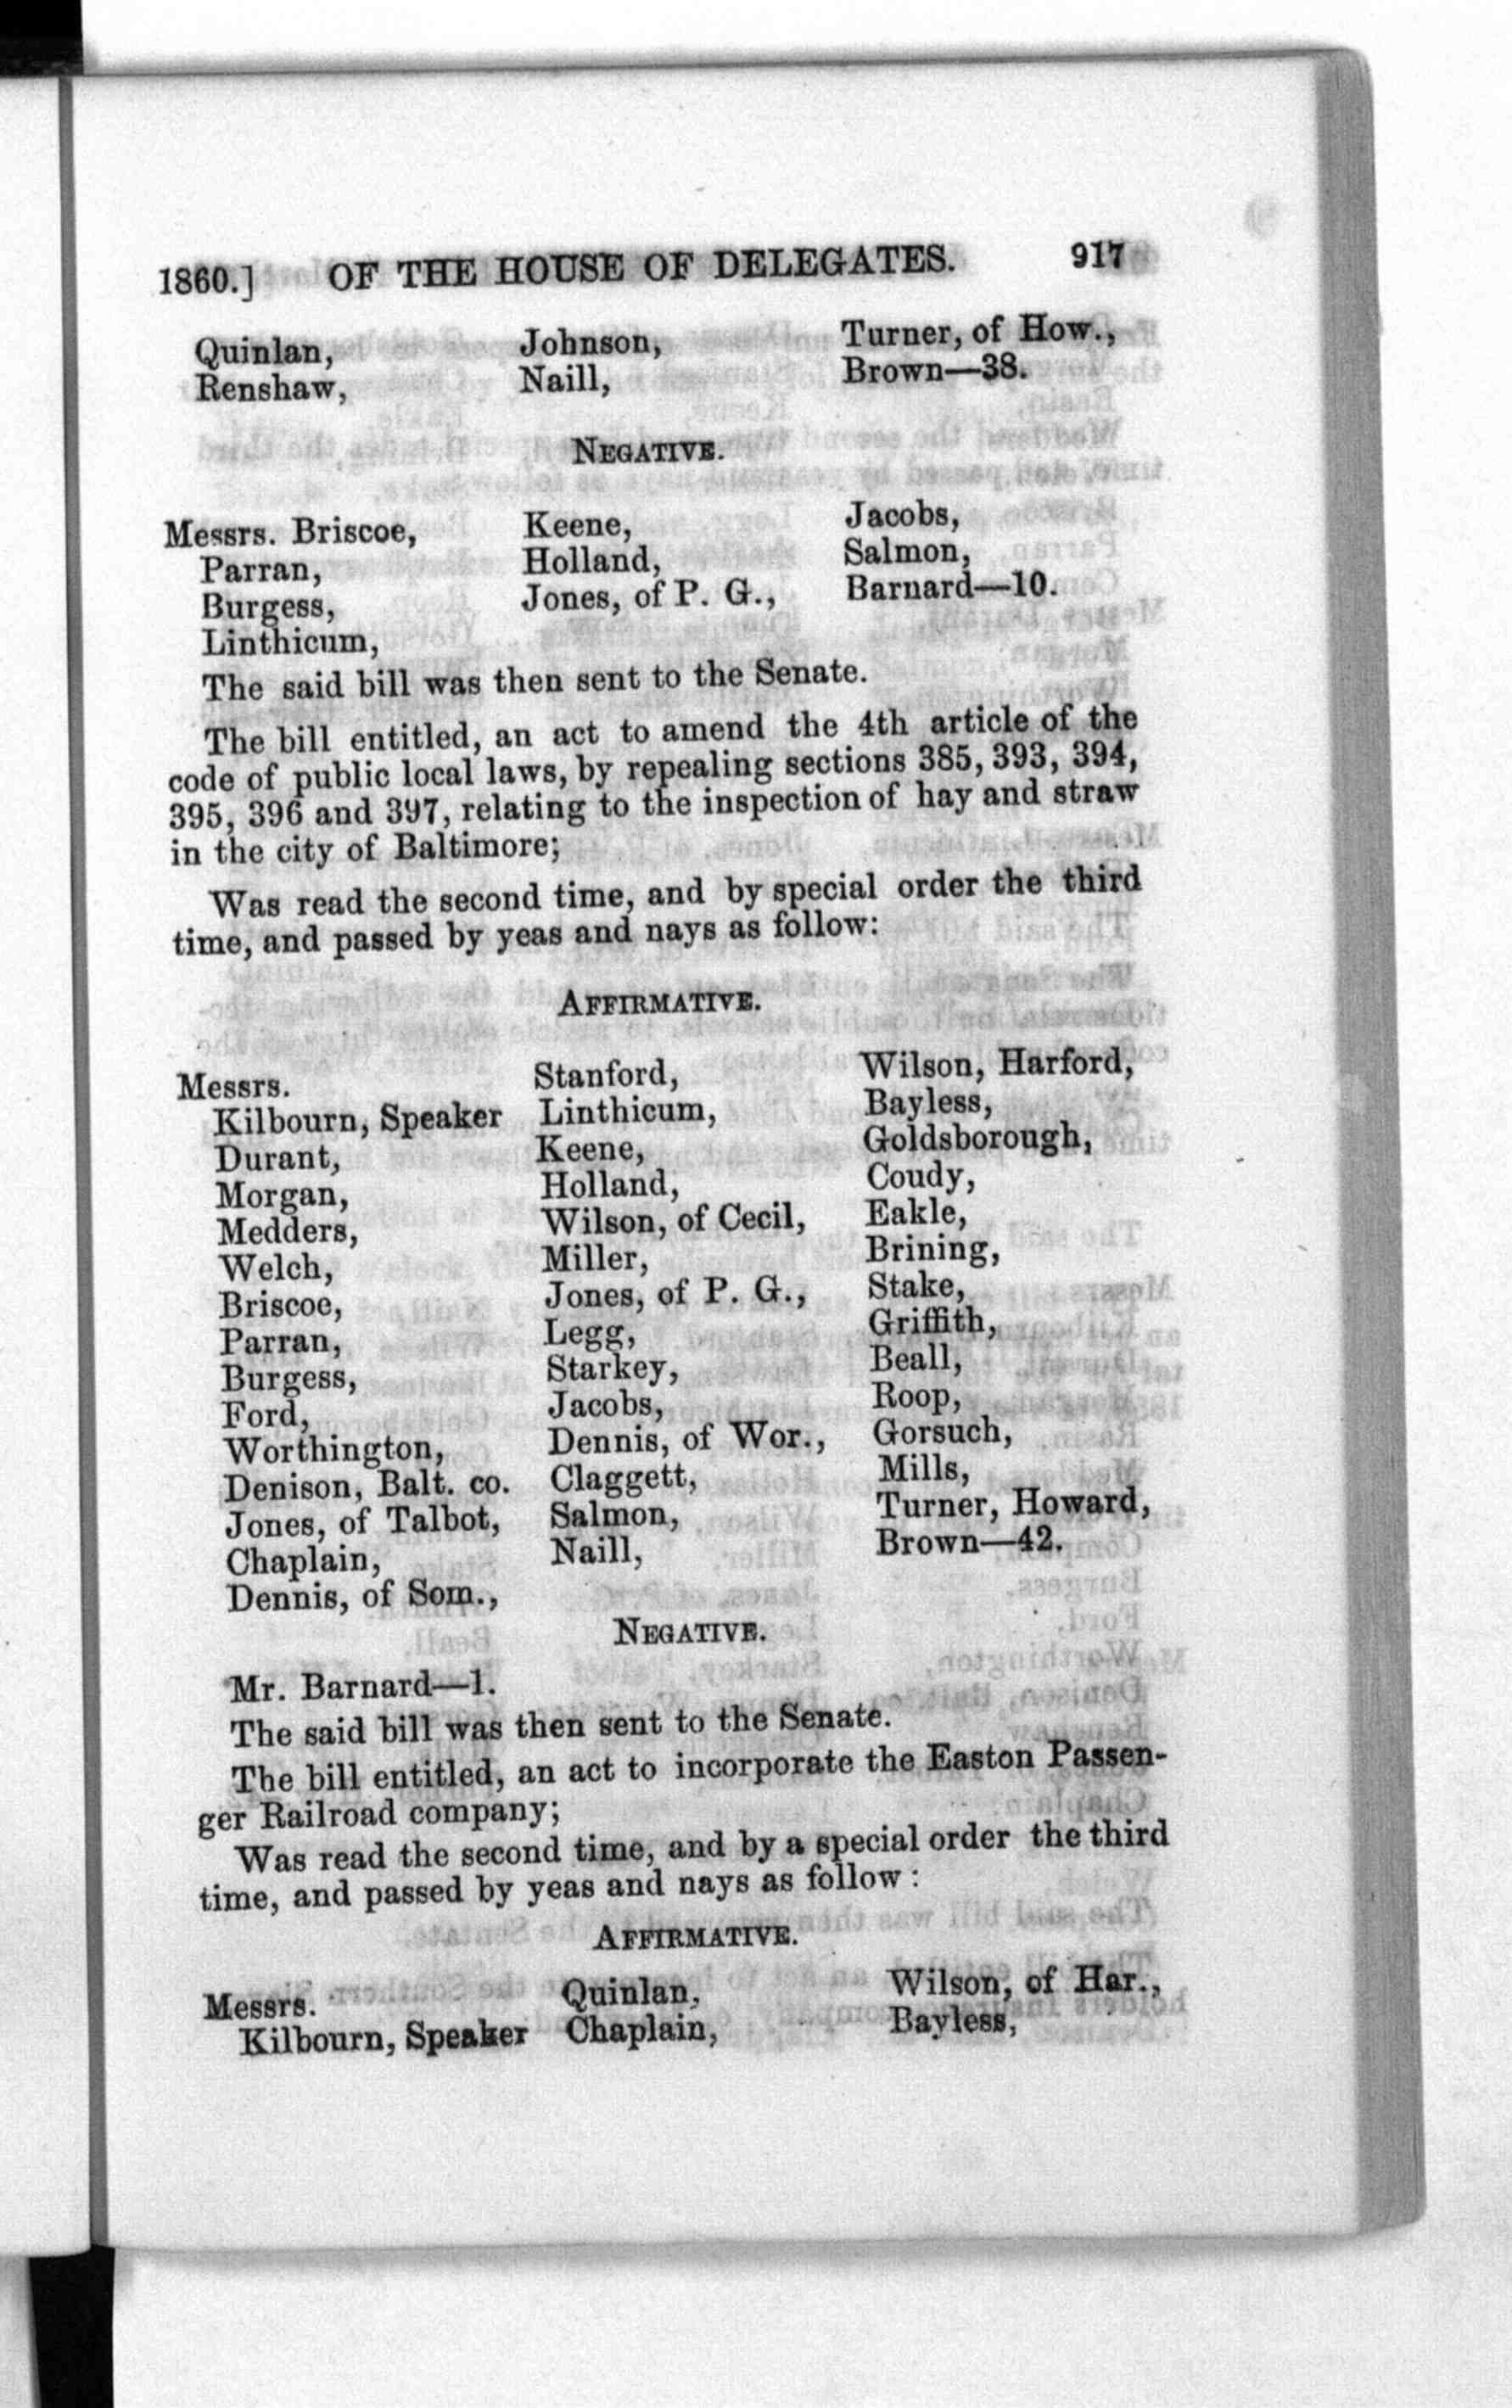 1860.] OF THE HOUSE OF DELEGATES. 917
Quinlan, Johnson, Turner, of How.,
Renshaw, Naill, Brown—38.
NEGATIVE.
Messrs. Briscoe, Keene, Jacobs,
Parran, Holland, Salmon,
Burgess, Jones, of P. G., Barnard—10.
Linthicum,
The said bill was then sent to the Senate.
The bill entitled, an act to amend the 4th article of the
code of public local laws, by repealing sections 385, 393, 394,
395, 396 and 397, relating to the inspection of hay and straw
in the city of Baltimore;
Was read the second time, and by special order the third
time, and passed by yeas and nays as follow:
AFFIRMATIVE.
Messrs. Stanford, Wilson, Harford,
Kilbourn, Speaker Linthicum, Bayless,
Durant, Keene, Goldsborough,
Morgan, Holland, Coudy,
Medders, Wilson, of Cecil, Eakle,
Welch, Miller, Brining,
Briscoe, Jones, of P. G., Stake,
Parran, Legg, Griffith,
Burgess, Starkey, Beall,
Ford, Jacobs, Roop,
Worthington, Dennis, of Wor., Gorsuch,
Denison, Balt. co. Claggett, Mills,
Jones, of Talbot, Salmon, Turner, Howard,
Chaplain, Naill, Brown—42.
Dennis, of Som.,
NEGATIVE.
Mr. Barnard—1.
The said bill was then sent to the Senate.
The bill entitled, an act to incorporate the Easton Passen-
ger Railroad company;
Was read the second time, and by a special order the third
time, and passed by yeas and nays as follow :
AFFIRMATIVE.
Messrs. Quinlan, Wilson, of Har.,
Kilbourn, Speaker Chaplain, Bayless,